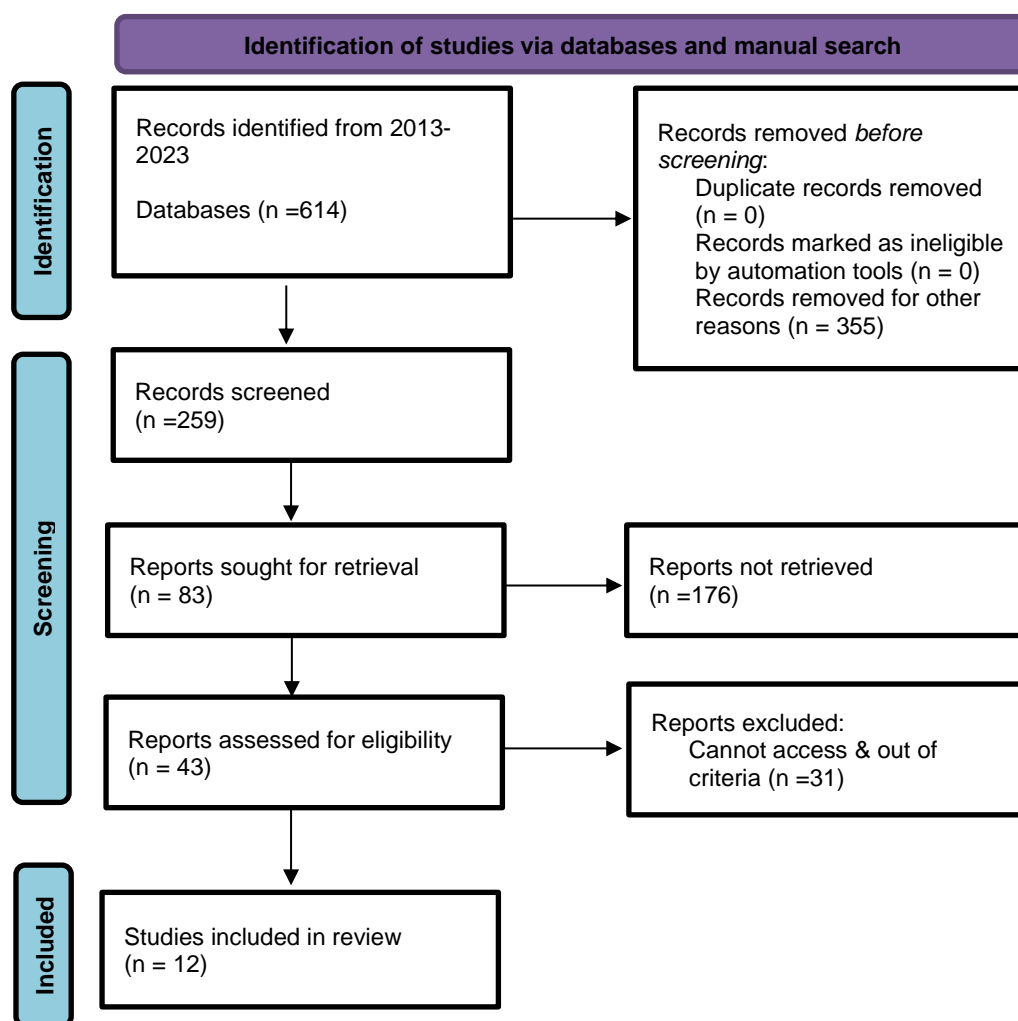 Identification of studies via databases and manual search
Identification
Records identified from 2013-
2023
Databases (n =614)
Records removed before
screening:
Duplicate records removed
(n = 0)
Records marked as ineligible
by automation tools (n = 0)
Records removed for other
reasons (n = 355)
Screening
Records screened
(n =259)
Reports sought for retrieval
(n = 83)
Reports not retrieved
(n =176)
Reports assessed for eligibility
(n = 43)
Reports excluded:
Cannot access & out of
criteria (n =31)
Included
Studies included in review
(n = 12)